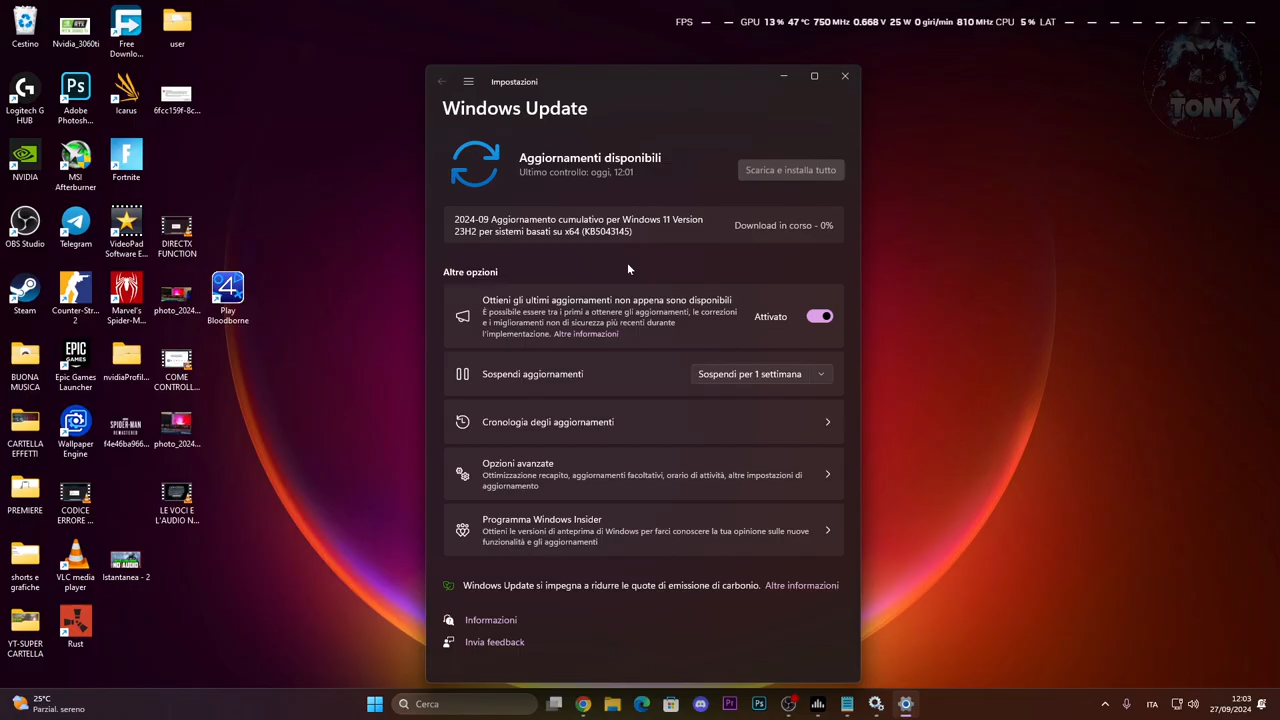 FPS — — GPU 13 % 47 °C 750 MHz 0.668 V 25 W 0 giri/min 810 MHz CPU 5 % LAT — — — — — — — —
TONY
Cestino
Nvidia_3060ti
Free
Downlo...
user
Logitech G
HUB
Adobe
Photosh...
Icarus
6fcc159f-8c...
NVIDIA
MSI
Afterburner
Fortnite
OBS Studio
Telegram
VideoPad
Software E...
DIRECTX
FUNCTION
Steam
Counter-Str...
2
Marvel's
Spider-M...
photo_2024...
Play
Bloodborne
BUONA
MUSICA
Epic Games
Launcher
nvidiaProfil...
COME
CONTROLL...
CARTELLA
EFFETTI
Wallpaper
Engine
f4e46ba966...
photo_2024...
PREMIERE
CODICE
ERRORE ...
LE VOCI E
L'AUDIO N...
shorts e
grafiche
VLC media
player
Istantanea - 2
YT-SUPER
CARTELLA
Rust
Impostazioni
Windows Update
Aggiornamenti disponibili
Ultimo controllo: oggi, 12:01
Scarica e installa tutto
2024-09 Aggiornamento cumulativo per Windows 11 Version
23H2 per sistemi basati su x64 (KB5043145)
Download in corso - 0%
Altre opzioni
Ottieni gli ultimi aggiornamenti non appena sono disponibili
È possibile essere tra i primi a ottenere gli aggiornamenti, le correzioni
e i miglioramenti non di sicurezza più recenti durante
l'implementazione. Altre informazioni
Attivato
Sospendi aggiornamenti
Sospendi per 1 settimana
Cronologia degli aggiornamenti
Opzioni avanzate
Ottimizzazione recapito, aggiornamenti facoltativi, orario di attività, altre impostazioni di
aggiornamento
Programma Windows Insider
Ottieni le versioni di anteprima di Windows per farci conoscere la tua opinione sulle nuove
funzionalità e gli aggiornamenti
Windows Update si impegna a ridurre le quote di emissione di carbonio. Altre informazioni
Informazioni
Invia feedback
25°C
Parzial. sereno
Cerca
ITA
12:03
27/09/2024